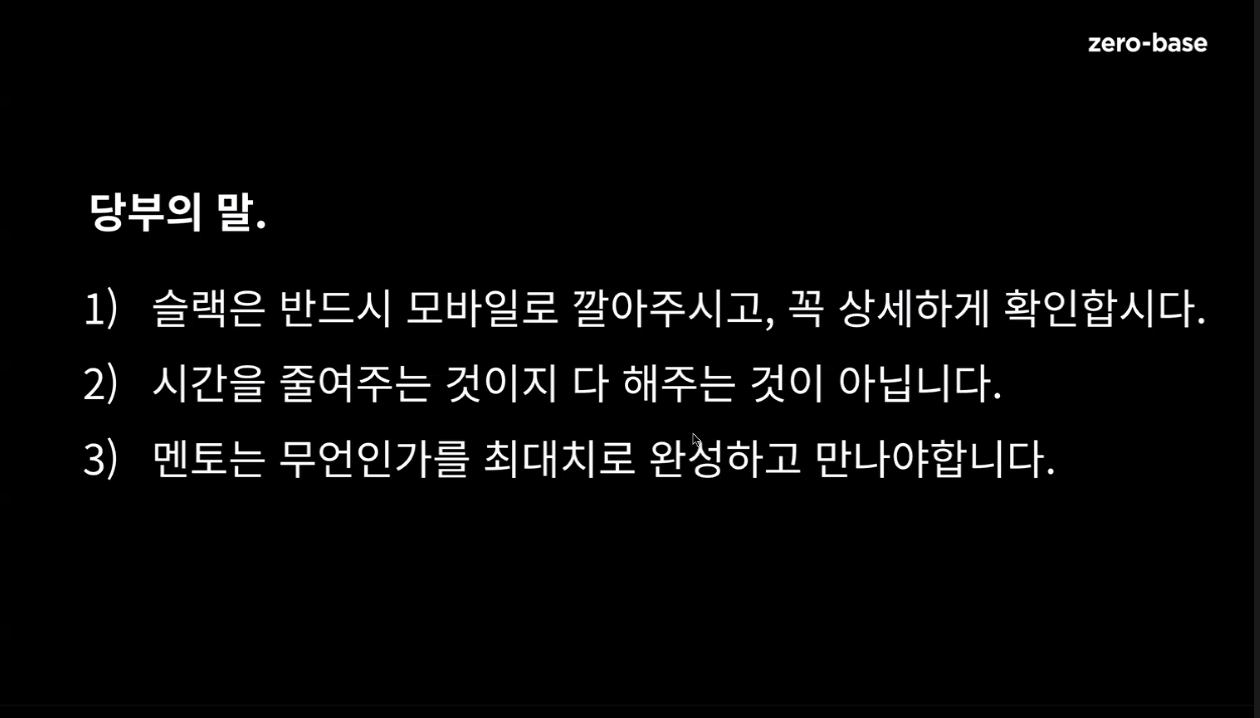 zero-base
당부의 말.
1) 슬랙은 반드시 모바일로 깔아주시고, 꼭 상세하게 확인합시다.
2) 시간을 줄여주는 것이지 다 해주는 것이 아닙니다.
3) 멘토는 무언인가를 최대치로 완성하고 만나야합니다.